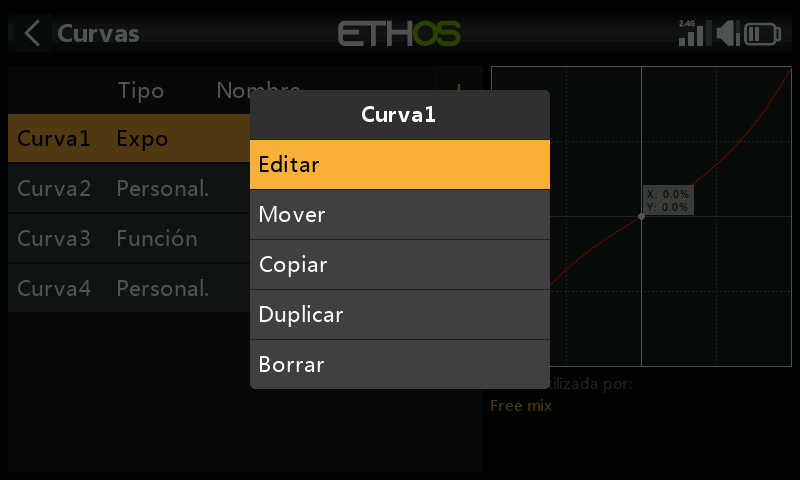 Curvas
ETHOS
2.4G
Tipo Nombre
Curva1 Expo
Curva2 Personal.
Curva3 Función
Curva4 Personal.
Curva1
Editar
Mover
Copiar
Duplicar
Borrar
X: 0.0%
Y: 0.0%
por:
Free mix